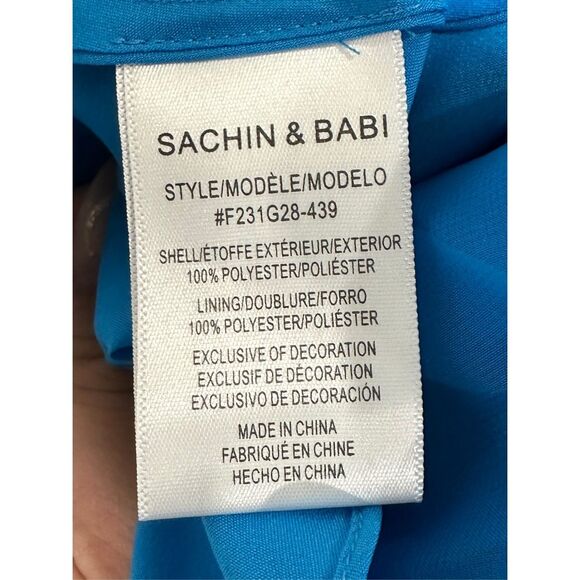 SACHIN & BABI
STYLE/MODÈLE/MODELO
#F231G28-439
SHELL/ÉTOFFE EXTÉRIEUR/EXTERIOR
100% POLYESTER/POLIÉSTER
LINING/DOUBLURE/FORRO
100% POLYESTER/POLIÉSTER
EXCLUSIVE OF DECORATION
EXCLUSIF DE DÉCORATION
EXCLUSIVO DE DECORACIÓN
MADE IN CHINA
FABRIQUÉ EN CHINE
HECHO EN CHINA